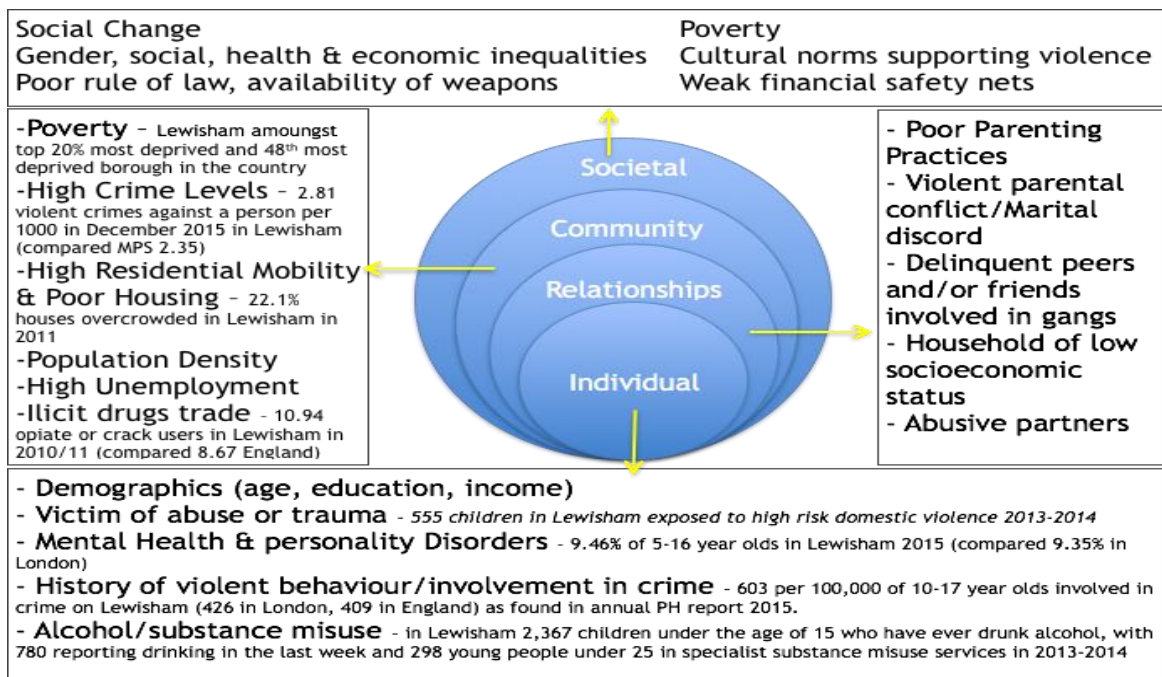 Social Change
Gender, social, health & economic inequalities
Poor rule of law, availability of weapons
Poverty
Cultural norms supporting violence
Weak financial safety nets
-Poverty – Lewisham amoungst
top 20% most deprived and 48th most
deprived borough in the country
-High Crime Levels – 2.81
violent crimes against a person per
1000 in December 2015 in Lewisham
(compared MPS 2.35)
-High Residential Mobility
& Poor Housing – 22.1%
houses overcrowded in Lewisham in
2011
-Population Density
-High Unemployment
-Ilicit drugs trade - 10.94
opiate or crack users in Lewisham in
2010/11 (compared 8.67 England)
Societal
Community
Relationships
Individual
- Poor Parenting
Practices
- Violent parental
conflict/Marital
discord
- Delinquent peers
and/or friends
involved in gangs
- Household of low
socioeconomic
status
- Abusive partners
- Demographics (age, education, income)
- Victim of abuse or trauma - 555 children in Lewisham exposed to high risk domestic violence 2013-2014
- Mental Health & personality Disorders - 9.46% of 5-16 year olds in Lewisham 2015 (compared 9.35% in
London)
- History of violent behaviour/involvement in crime - 603 per 100,000 of 10-17 year olds involved in
crime on Lewisham (426 in London, 409 in England) as found in annual PH report 2015.
- Alcohol/substance misuse - in Lewisham 2,367 children under the age of 15 who have ever drunk alcohol, with
780 reporting drinking in the last week and 298 young people under 25 in specialist substance misuse services in 2013-2014